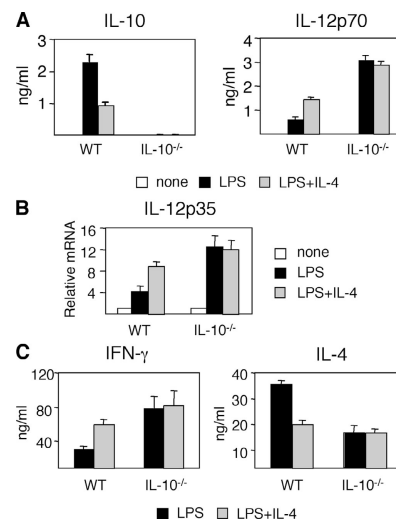 A
IL-10
IL-12p70
ng/ml
3
2
1
WT
IL-10-/-
ng/ml
4
3
2
1
WT
IL-10-/-
none
LPS
LPS+IL-4
B
IL-12p35
Relative mRNA
16
12
8
4
WT
IL-10-/-
none
LPS
LPS+IL-4
C
IFN-γ
IL-4
ng/ml
120
80
40
WT
IL-10-/-
ng/ml
40
30
20
10
WT
IL-10-/-
LPS
LPS+IL-4